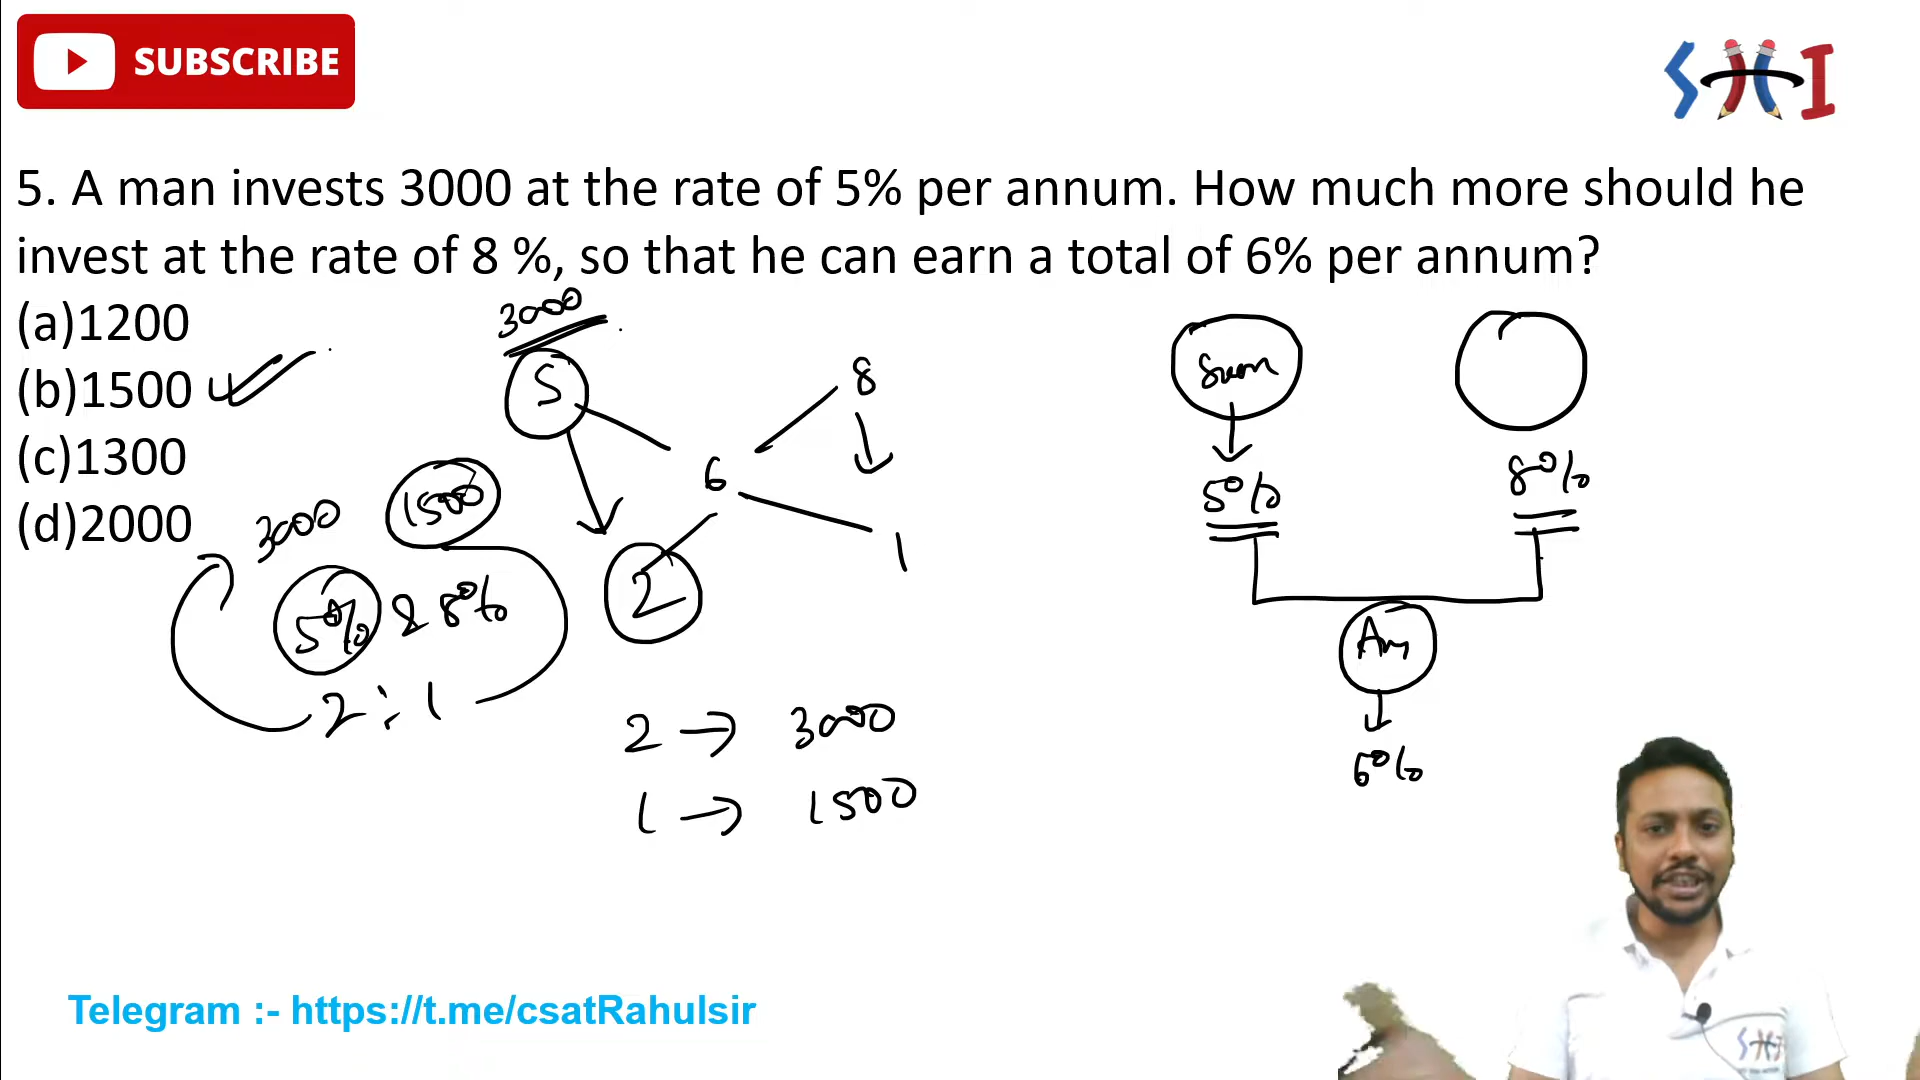 SUBSCRIBE
SHI
5. A man invests 3000 at the rate of 5% per annum. How much more should he
invest at the rate of 8 %, so that he can earn a total of 6% per annum?
(a)1200
(b)1500
(c)1300
(d)2000
3000
5 8
6
2 1
3000 1500
5% & 8%
2 : 1
2 → 3000
1 → 1500
Sum
5% 8%
Am
6%
Telegram :- https://t.me/csatRahulsir